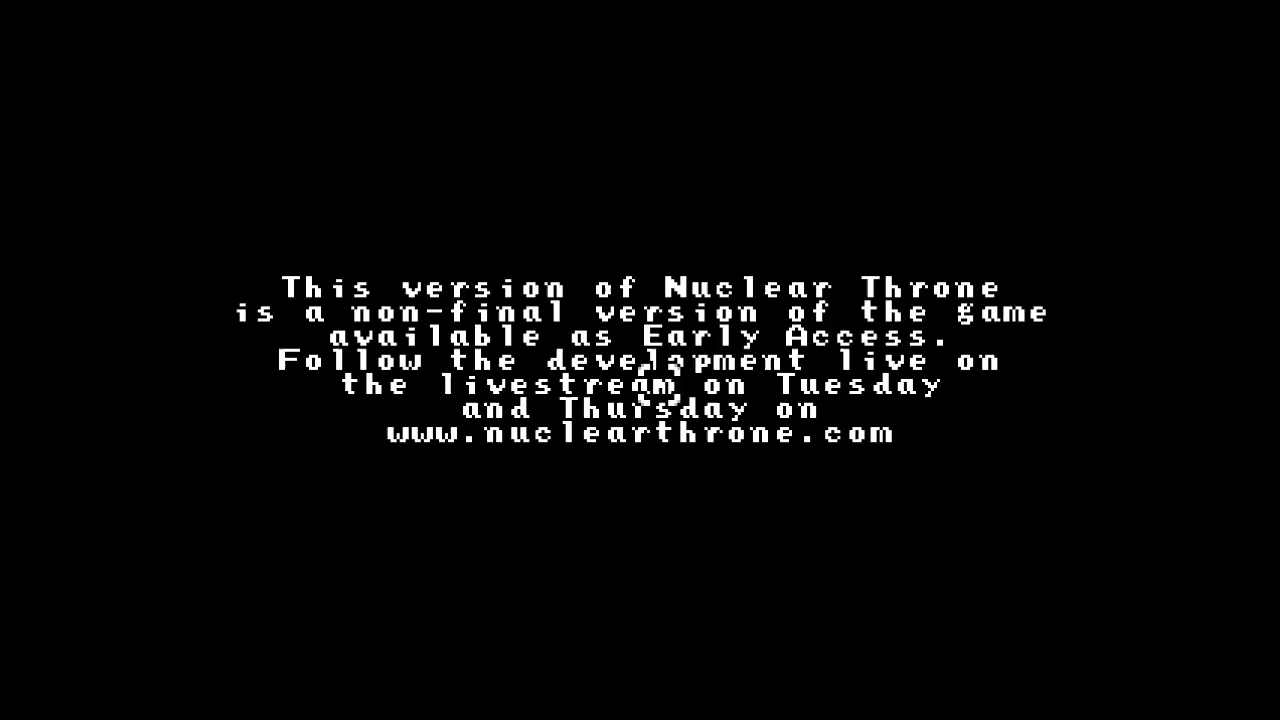 This version of Nuclear Throne
is a non-final version of the game
available as Early Access.
Follow the development live on
the livestream on Tuesday
and Thursday on
www.nuclearthrone.com